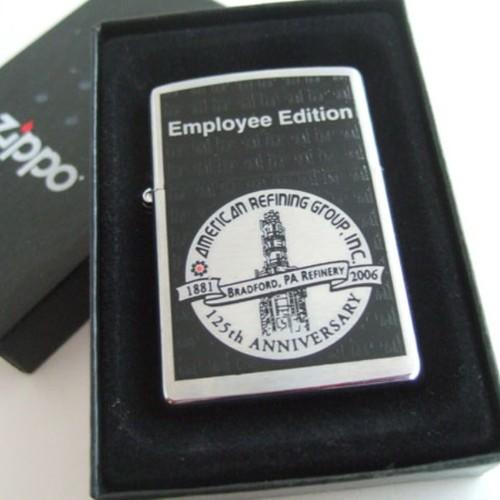 zippo
Employee Edition
AMERICAN REFINING GROUP, INC.
1881 BRADFORD, PA REFINERY 2006
125th ANNIVERSARY